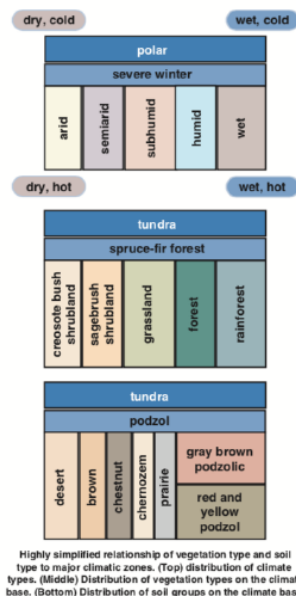 dry, cold
wet, cold
polar
severe winter
arid
semiarid
subhumid
humid
wet
dry, hot
wet, hot
tundra
spruce-fir forest
creosote bush
shrubland
sagebrush
shrubland
grassland
forest
rainforest
tundra
podzol
desert
brown
chestnut
chernozem
prairie
gray brown
podzolic
red and
yellow
podzol
Highly simplified relationship of vegetation type and soil
type to major climatic zones. (Top) distribution of climate
types. (Middle) Distribution of vegetation types on the climat
base. (Bottom) Distribution of soil groups on the climate bas